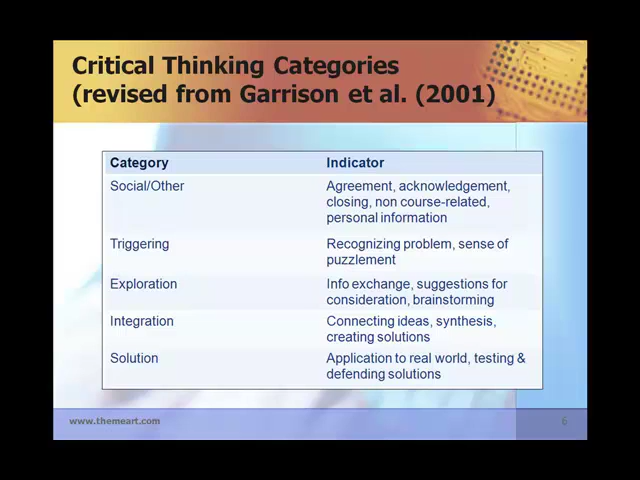 Critical Thinking Categories
(revised from Garrison et al. (2001)
Category Indicator
Social/Other Agreement, acknowledgement,
closing, non course-related,
personal information
Triggering Recognizing problem, sense of
puzzlement
Exploration Info exchange, suggestions for
consideration, brainstorming
Integration Connecting ideas, synthesis,
creating solutions
Solution Application to real world, testing &
defending solutions
www.themeart.com 6